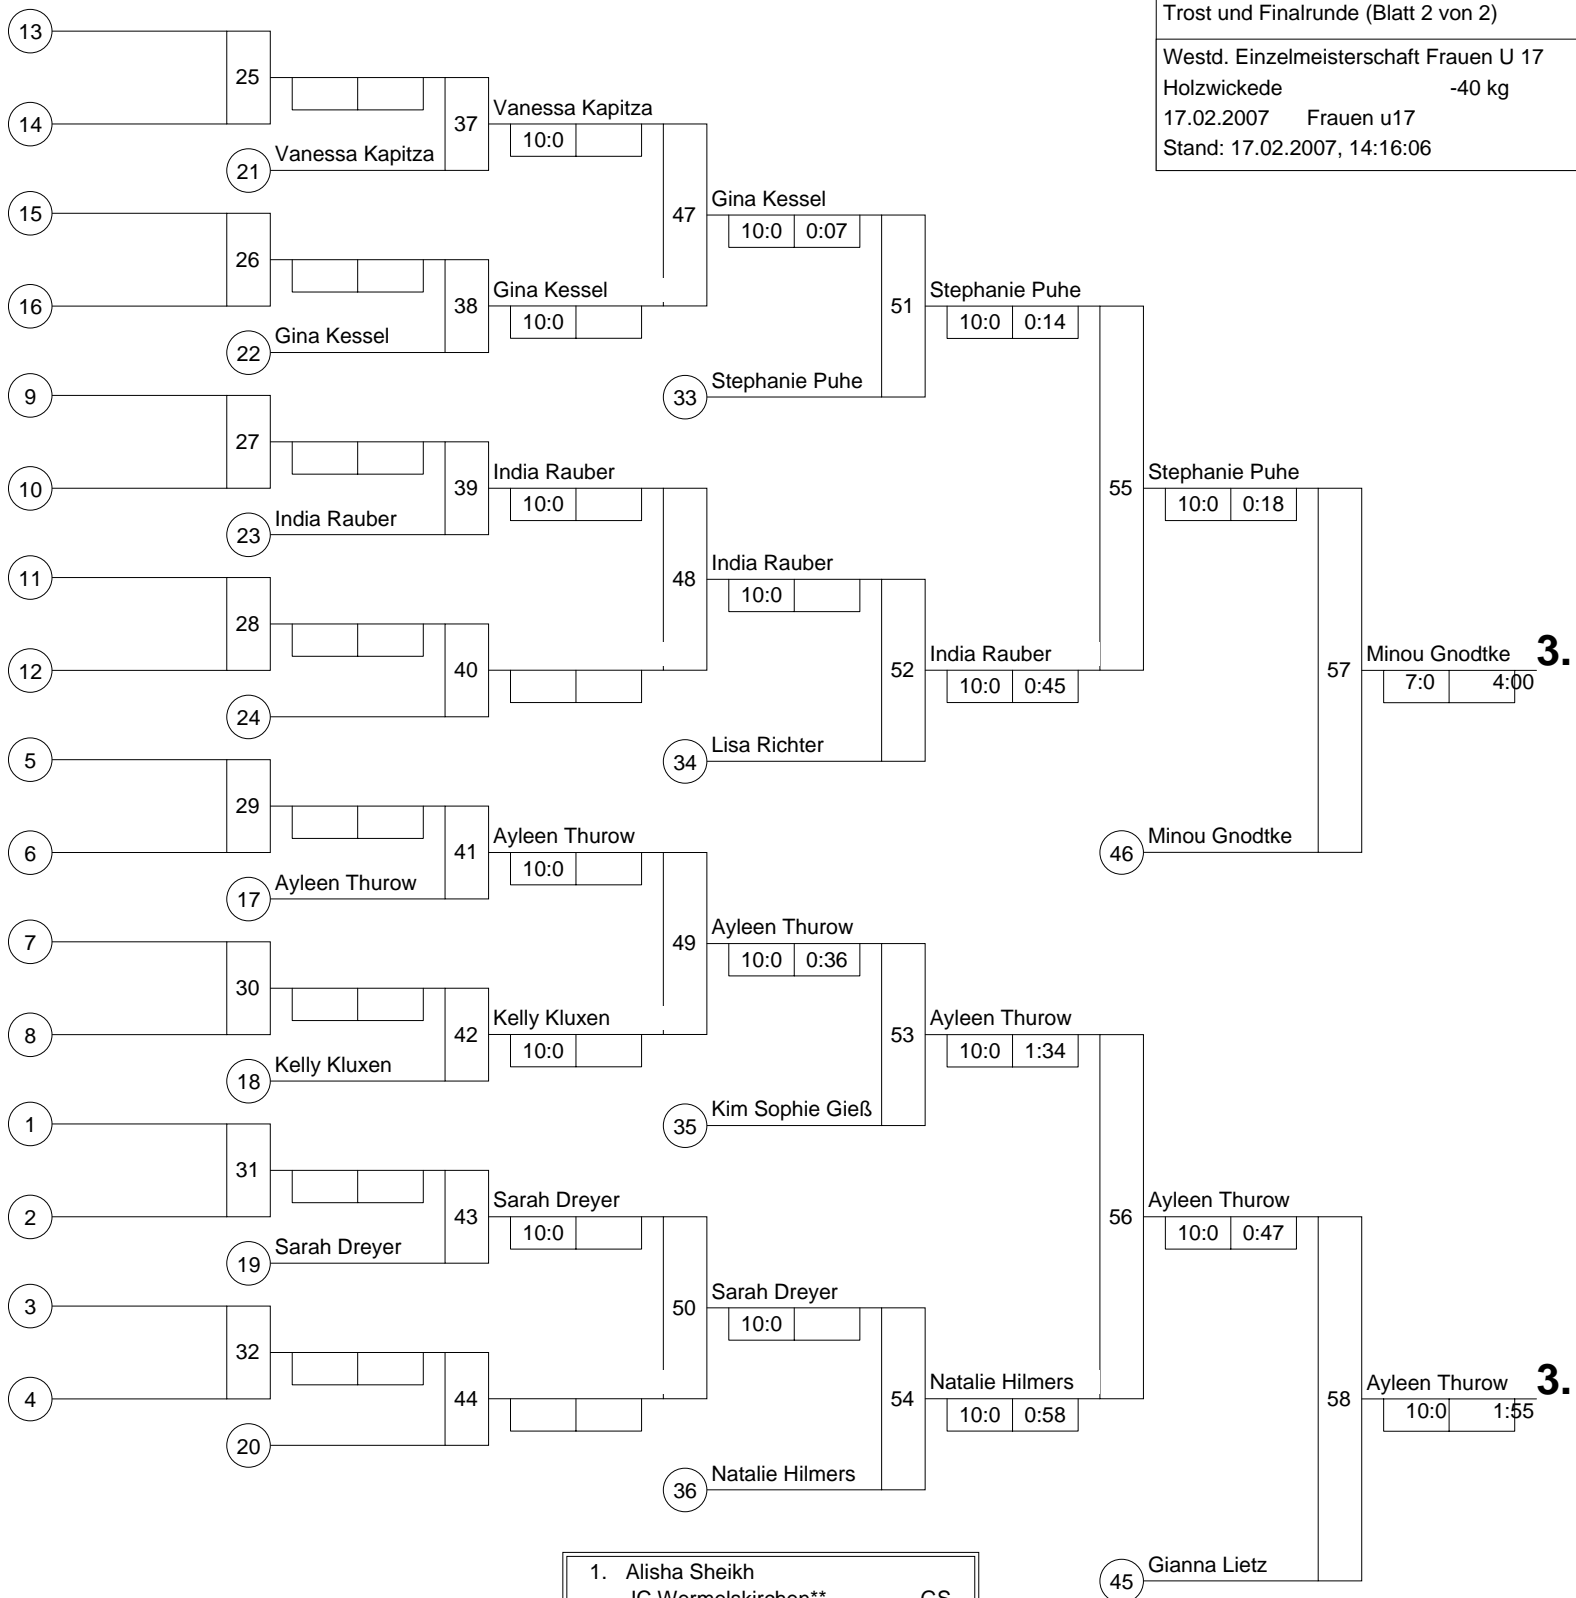 Trost und Finalrunde (Blatt 2 von 2)
Westd. Einzelmeisterschaft Frauen U 17
Holzwickede -40 kg
17.02.2007 Frauen u17
Stand: 17.02.2007, 14:16:06
13
25
14
37
Vanessa Kapitza
10:0
21
Vanessa Kapitza
15
47
Gina Kessel
10:0 0:07
26
16
38
Gina Kessel
10:0
22
Gina Kessel
51
Stephanie Puhe
10:0 0:14
33
Stephanie Puhe
9
27
10
39
India Rauber
10:0
23
India Rauber
55
Stephanie Puhe
10:0 0:18
11
48
India Rauber
10:0
28
12
40
24
52
India Rauber
10:0 0:45
34
Lisa Richter
57
Minou Gnodtke
3.
7:0 4:00
46
Minou Gnodtke
5
29
6
41
Ayleen Thurow
10:0
17
Ayleen Thurow
7
49
Ayleen Thurow
10:0 0:36
30
8
42
Kelly Kluxen
10:0
18
Kelly Kluxen
53
Ayleen Thurow
10:0 1:34
35
Kim Sophie Gieß
1
31
2
43
Sarah Dreyer
10:0
19
Sarah Dreyer
56
Ayleen Thurow
10:0 0:47
3
50
Sarah Dreyer
10:0
32
4
44
20
54
Natalie Hilmers
10:0 0:58
36
Natalie Hilmers
58
Ayleen Thurow
3.
10:0 1:55
45
Gianna Lietz
1. Alisha Sheikh
JC Wermelskirchen** GS